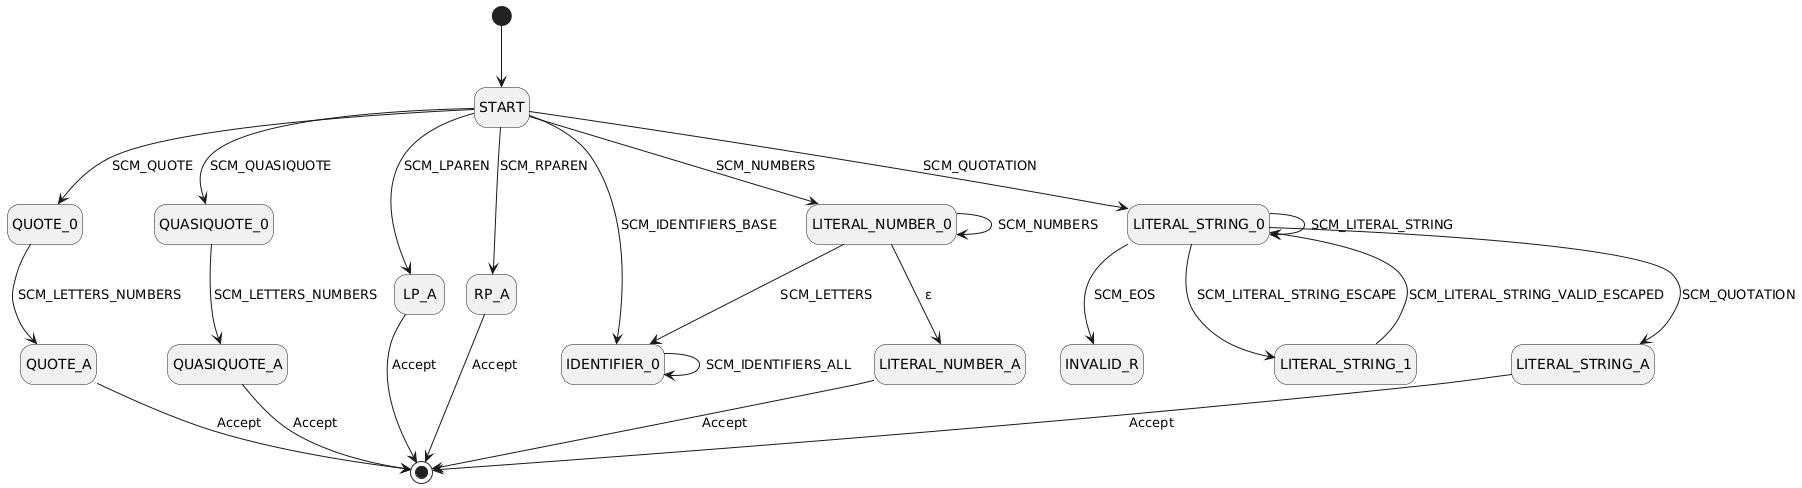 START
SCM_QUOTE
SCM_QUASIQUOTE
SCM_LPAREN
SCM_RPAREN
SCM_NUMBERS
SCM_QUOTATION
QUOTE_0
QUASIQUOTE_0
SCM_IDENTIFIERS_BASE
LITERAL_NUMBER_0
SCM_NUMBERS
LITERAL_STRING_0
SCM_LITERAL_STRING
SCM_LETTERS_NUMBERS
SCM_LETTERS_NUMBERS
LP_A
RP_A
SCM_LETTERS
ε
SCM_EOS
SCM_LITERAL_STRING_ESCAPE
SCM_LITERAL_STRING_VALID_ESCAPED
SCM_QUOTATION
QUOTE_A
QUASIQUOTE_A
Accept
Accept
IDENTIFIER_0
SCM_IDENTIFIERS_ALL
LITERAL_NUMBER_A
INVALID_R
LITERAL_STRING_1
LITERAL_STRING_A
Accept
Accept
Accept
Accept